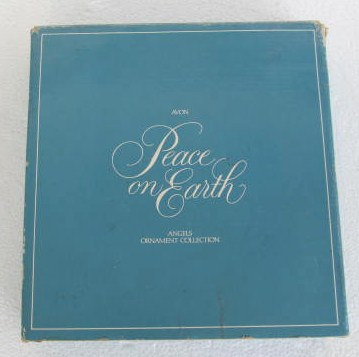 AVON
Peace
on Earth
ANGELS
ORNAMENT COLLECTION